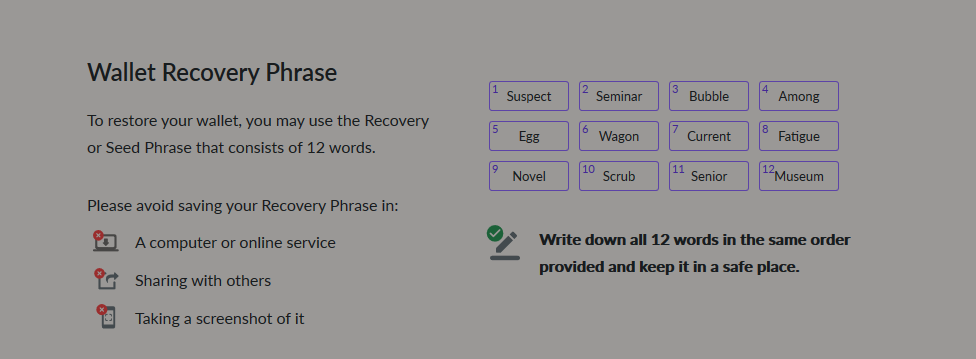 Wallet Recovery Phrase
To restore your wallet, you may use the Recovery
or Seed Phrase that consists of 12 words.
Please avoid saving your Recovery Phrase in:
A computer or online service
Sharing with others
Taking a screenshot of it
1 Suspect 2 Seminar 3 Bubble 4 Among
5 Egg 6 Wagon 7 Current 8 Fatigue
9 Novel 10 Scrub 11 Senior 12 Museum
Write down all 12 words in the same order
provided and keep it in a safe place.